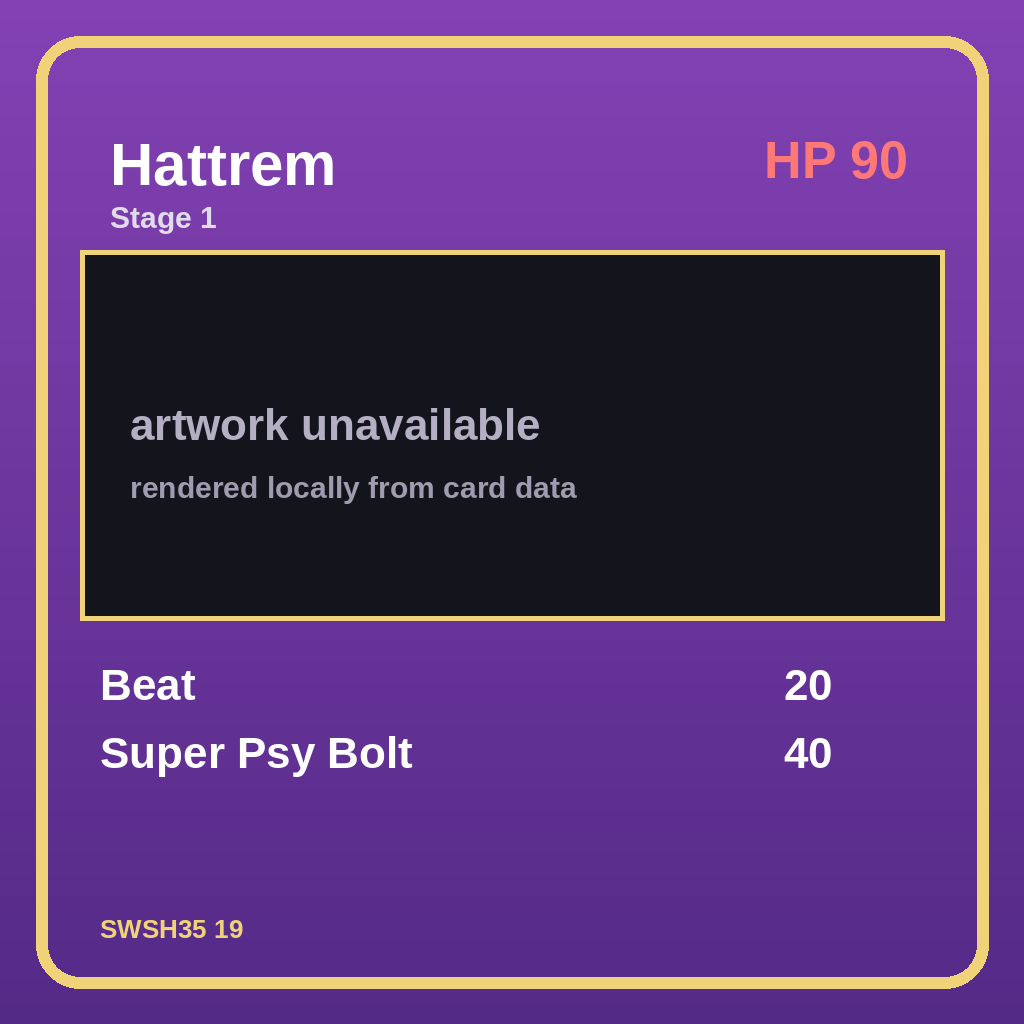 Hattrem
HP 90
Stage 1
artwork unavailable
rendered locally from card data
Beat 20
Super Psy Bolt 40
SWSH35 19